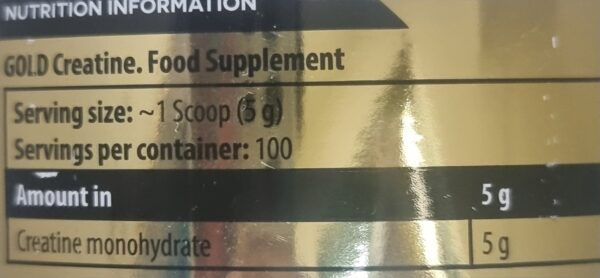 NUTRITION INFORMATION
GOLD Creatine. Food Supplement
Serving size: ~1 Scoop (5 g)
Servings per container: 100
Amount in 5 g
Creatine monohydrate 5 g